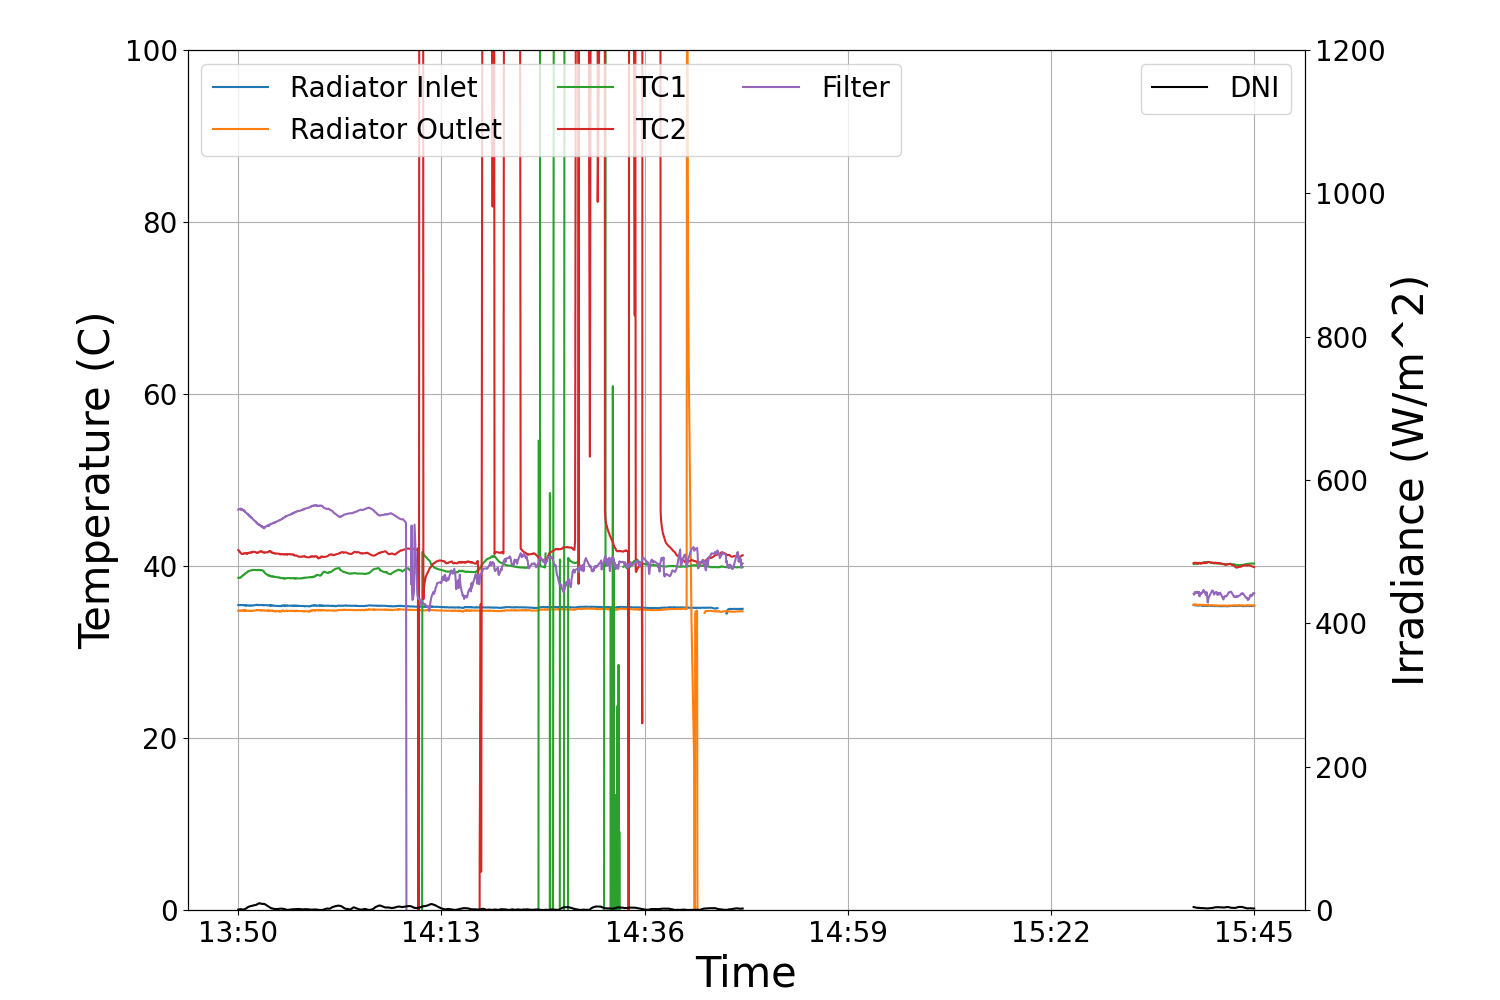 100
80
60
40
20
0
Temperature (C)
Radiator Inlet
Radiator Outlet
TC1
TC2
Filter
DNI
1200
1000
800
600
400
200
0
Irradiance (W/m^2)
13:50 14:13 14:36 14:59 15:22 15:45
Time